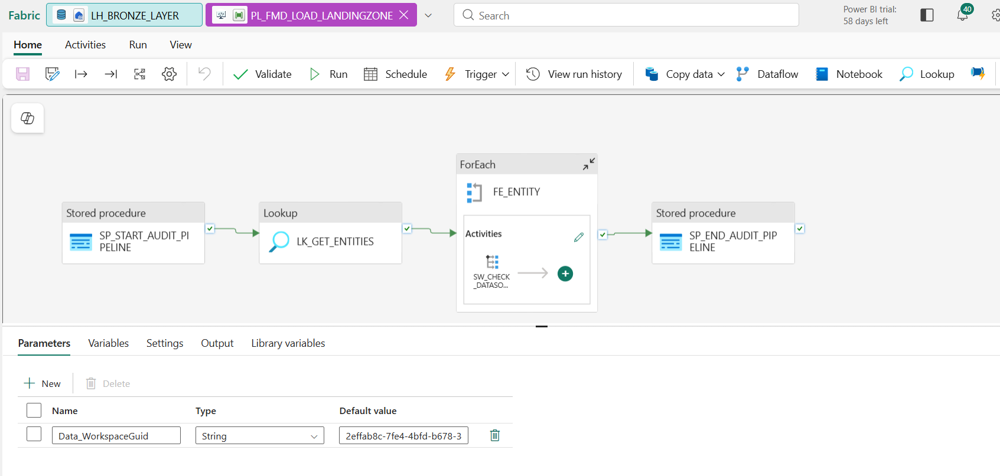 Fabric
LH_BRONZE_LAYER
PL_FMD_LOAD_LANDINGZONE
Search
Power BI trial:
58 days left
40
Home
Activities
Run
View
Validate
Run
Schedule
Trigger
View run history
Copy data
Dataflow
Notebook
Lookup
Stored procedure
SP_START_AUDIT_PI
PELINE
Lookup
LK_GET_ENTITIES
ForEach
FE_ENTITY
Activities
SW_CHECK
_DATASO...
Stored procedure
SP_END_AUDIT_PIP
ELINE
Parameters
Variables
Settings
Output
Library variables
New
Delete
Name
Type
Default value
Data_WorkspaceGuid
String
2effab8c-7fe4-4bfd-b678-3